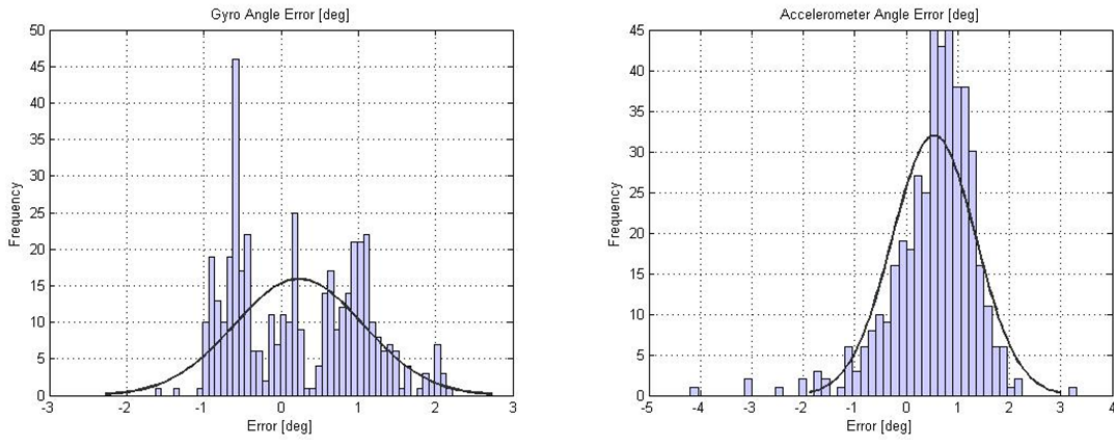 Gyro Angle Error [deg]
50
45
40
35
30
25
20
15
10
5
0
Frequency
-3 -2 -1 0 1 2 3
Error [deg]
Accelerometer Angle Error [deg]
45
40
35
30
25
20
15
10
5
0
Frequency
-5 -4 -3 -2 -1 0 1 2 3 4
Error [deg]